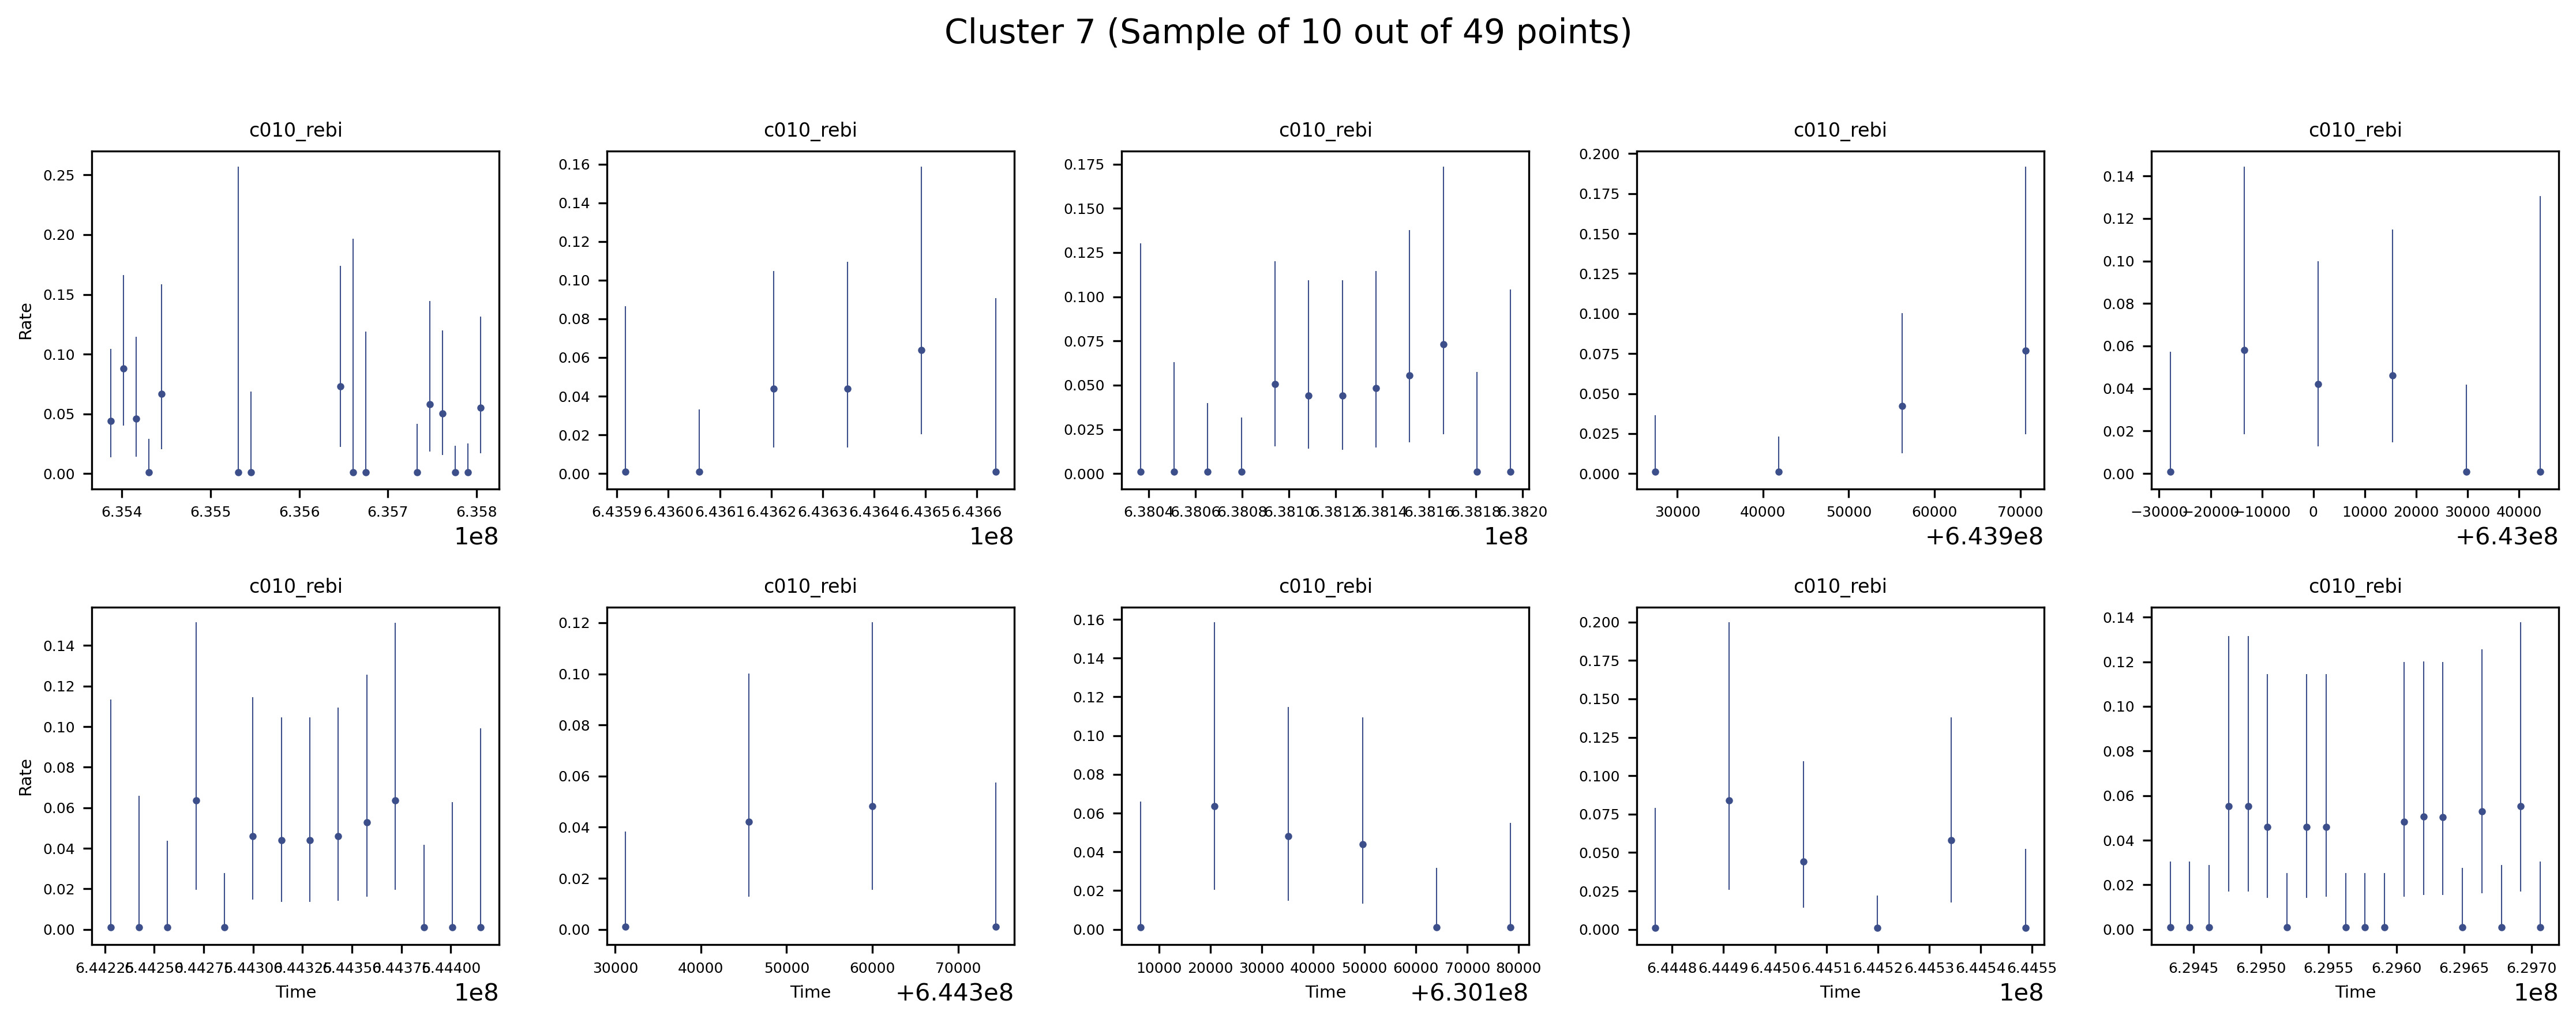 Cluster 7 (Sample of 10 out of 49 points)
c010_rebi c010_rebi c010_rebi c010_rebi c010_rebi
Rate
0.25
0.20
0.15
0.10
0.05
0.00
6.354 6.355 6.356 6.357 6.358
1e8
0.16
0.14
0.12
0.10
0.08
0.06
0.04
0.02
0.00
6.4359 6.4360 6.4361 6.4362 6.4363 6.4364 6.4365 6.4366
1e8
0.175
0.150
0.125
0.100
0.075
0.050
0.025
0.000
6.3804 6.3806 6.3808 6.3810 6.3812 6.3814 6.3816 6.3818 6.3820
1e8
0.200
0.175
0.150
0.125
0.100
0.075
0.050
0.025
0.000
30000 40000 50000 60000 70000
+6.439e8
0.14
0.12
0.10
0.08
0.06
0.04
0.02
0.00
−30000 −20000 −10000 0 10000 20000 30000 40000
+6.43e8
c010_rebi c010_rebi c010_rebi c010_rebi c010_rebi
Rate
0.14
0.12
0.10
0.08
0.06
0.04
0.02
0.00
6.44225 6.44250 6.44275 6.44300 6.44325 6.44350 6.44375 6.44400
Time
1e8
0.12
0.10
0.08
0.06
0.04
0.02
0.00
30000 40000 50000 60000 70000
Time
+6.443e8
0.16
0.14
0.12
0.10
0.08
0.06
0.04
0.02
0.00
10000 20000 30000 40000 50000 60000 70000 80000
Time
+6.301e8
0.200
0.175
0.150
0.125
0.100
0.075
0.050
0.025
0.000
6.4448 6.4449 6.4450 6.4451 6.4452 6.4453 6.4454 6.4455
Time
1e8
0.14
0.12
0.10
0.08
0.06
0.04
0.02
0.00
6.2945 6.2950 6.2955 6.2960 6.2965 6.2970
Time
1e8